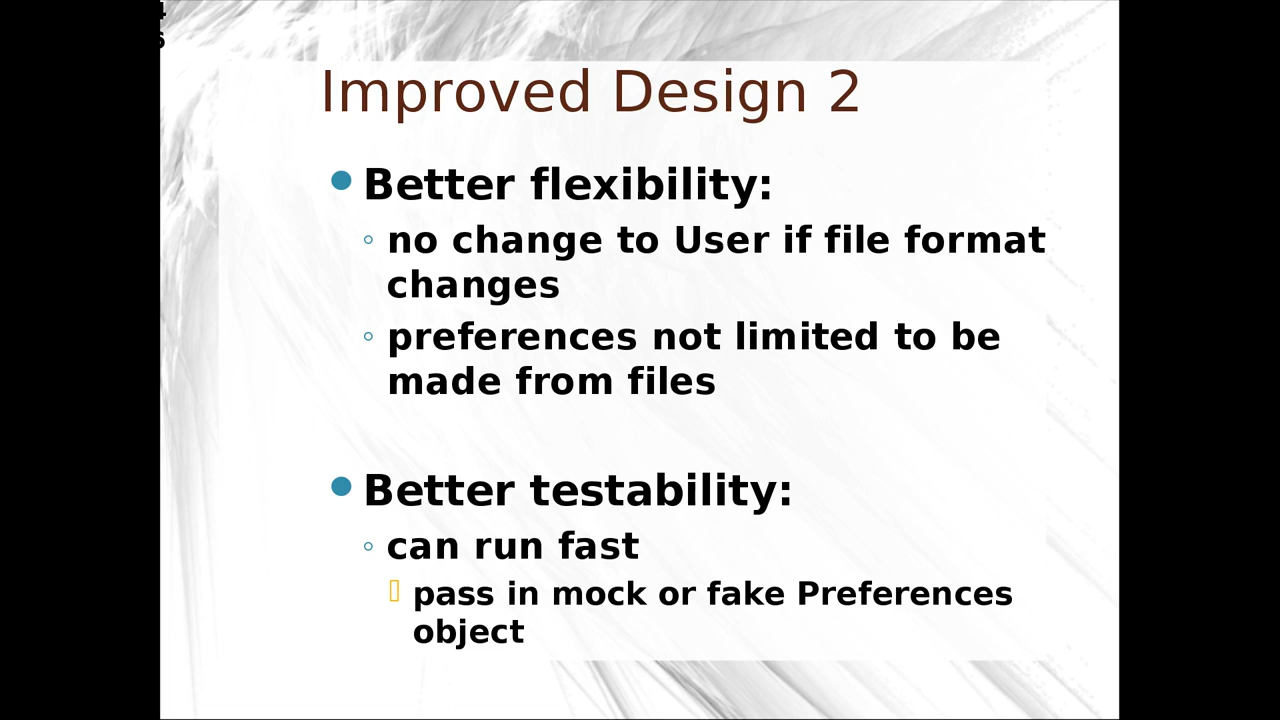 Improved Design 2
Better flexibility:
no change to User if file format
changes
preferences not limited to be
made from files
Better testability:
can run fast
pass in mock or fake Preferences
object